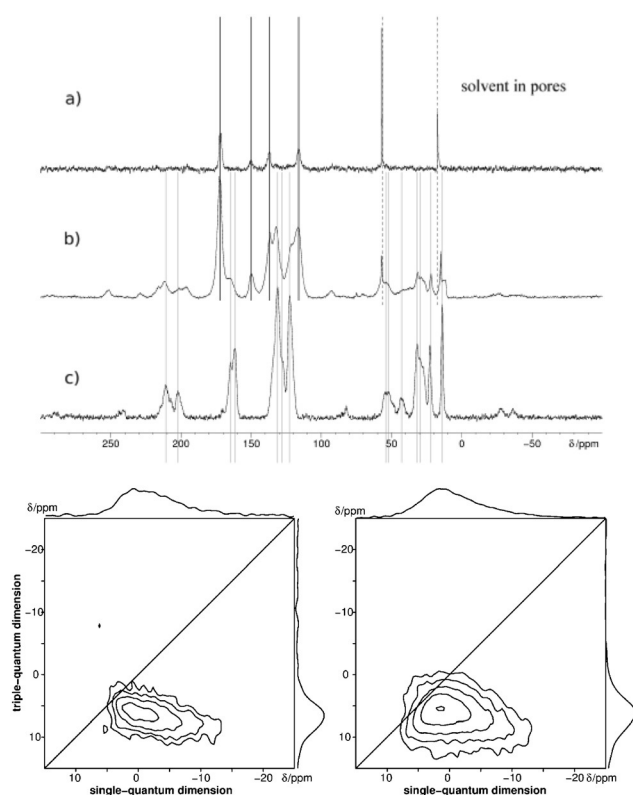 a)
solvent in pores
b)
c)
250 200 150 100 50 0 −50 δ/ppm
δ/ppm δ/ppm
−20 −20
−10 −10
triple-quantum dimension
0 0
10 10
10 0 −10 −20 δ/ppm 10 0 −10 −20 δ/ppm
single-quantum dimension single-quantum dimension